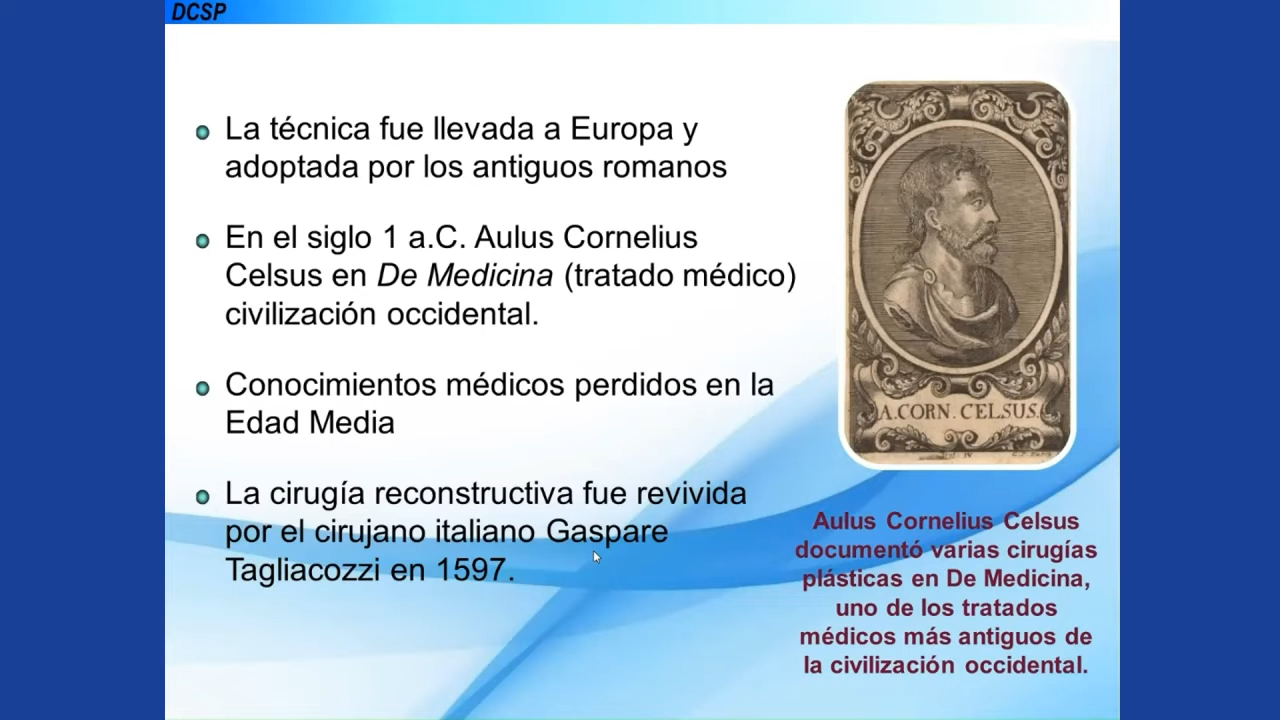 DCSP
La técnica fue llevada a Europa y
adoptada por los antiguos romanos
En el siglo 1 a.C. Aulus Cornelius
Celsus en De Medicina (tratado médico)
civilización occidental.
Conocimientos médicos perdidos en la
Edad Media
La cirugía reconstructiva fue revivida
por el cirujano italiano Gaspare
Tagliacozzi en 1597.
A.CORN. CELSUS.
Aulus Cornelius Celsus
documentó varias cirugías
plásticas en De Medicina,
uno de los tratados
médicos más antiguos de
la civilización occidental.